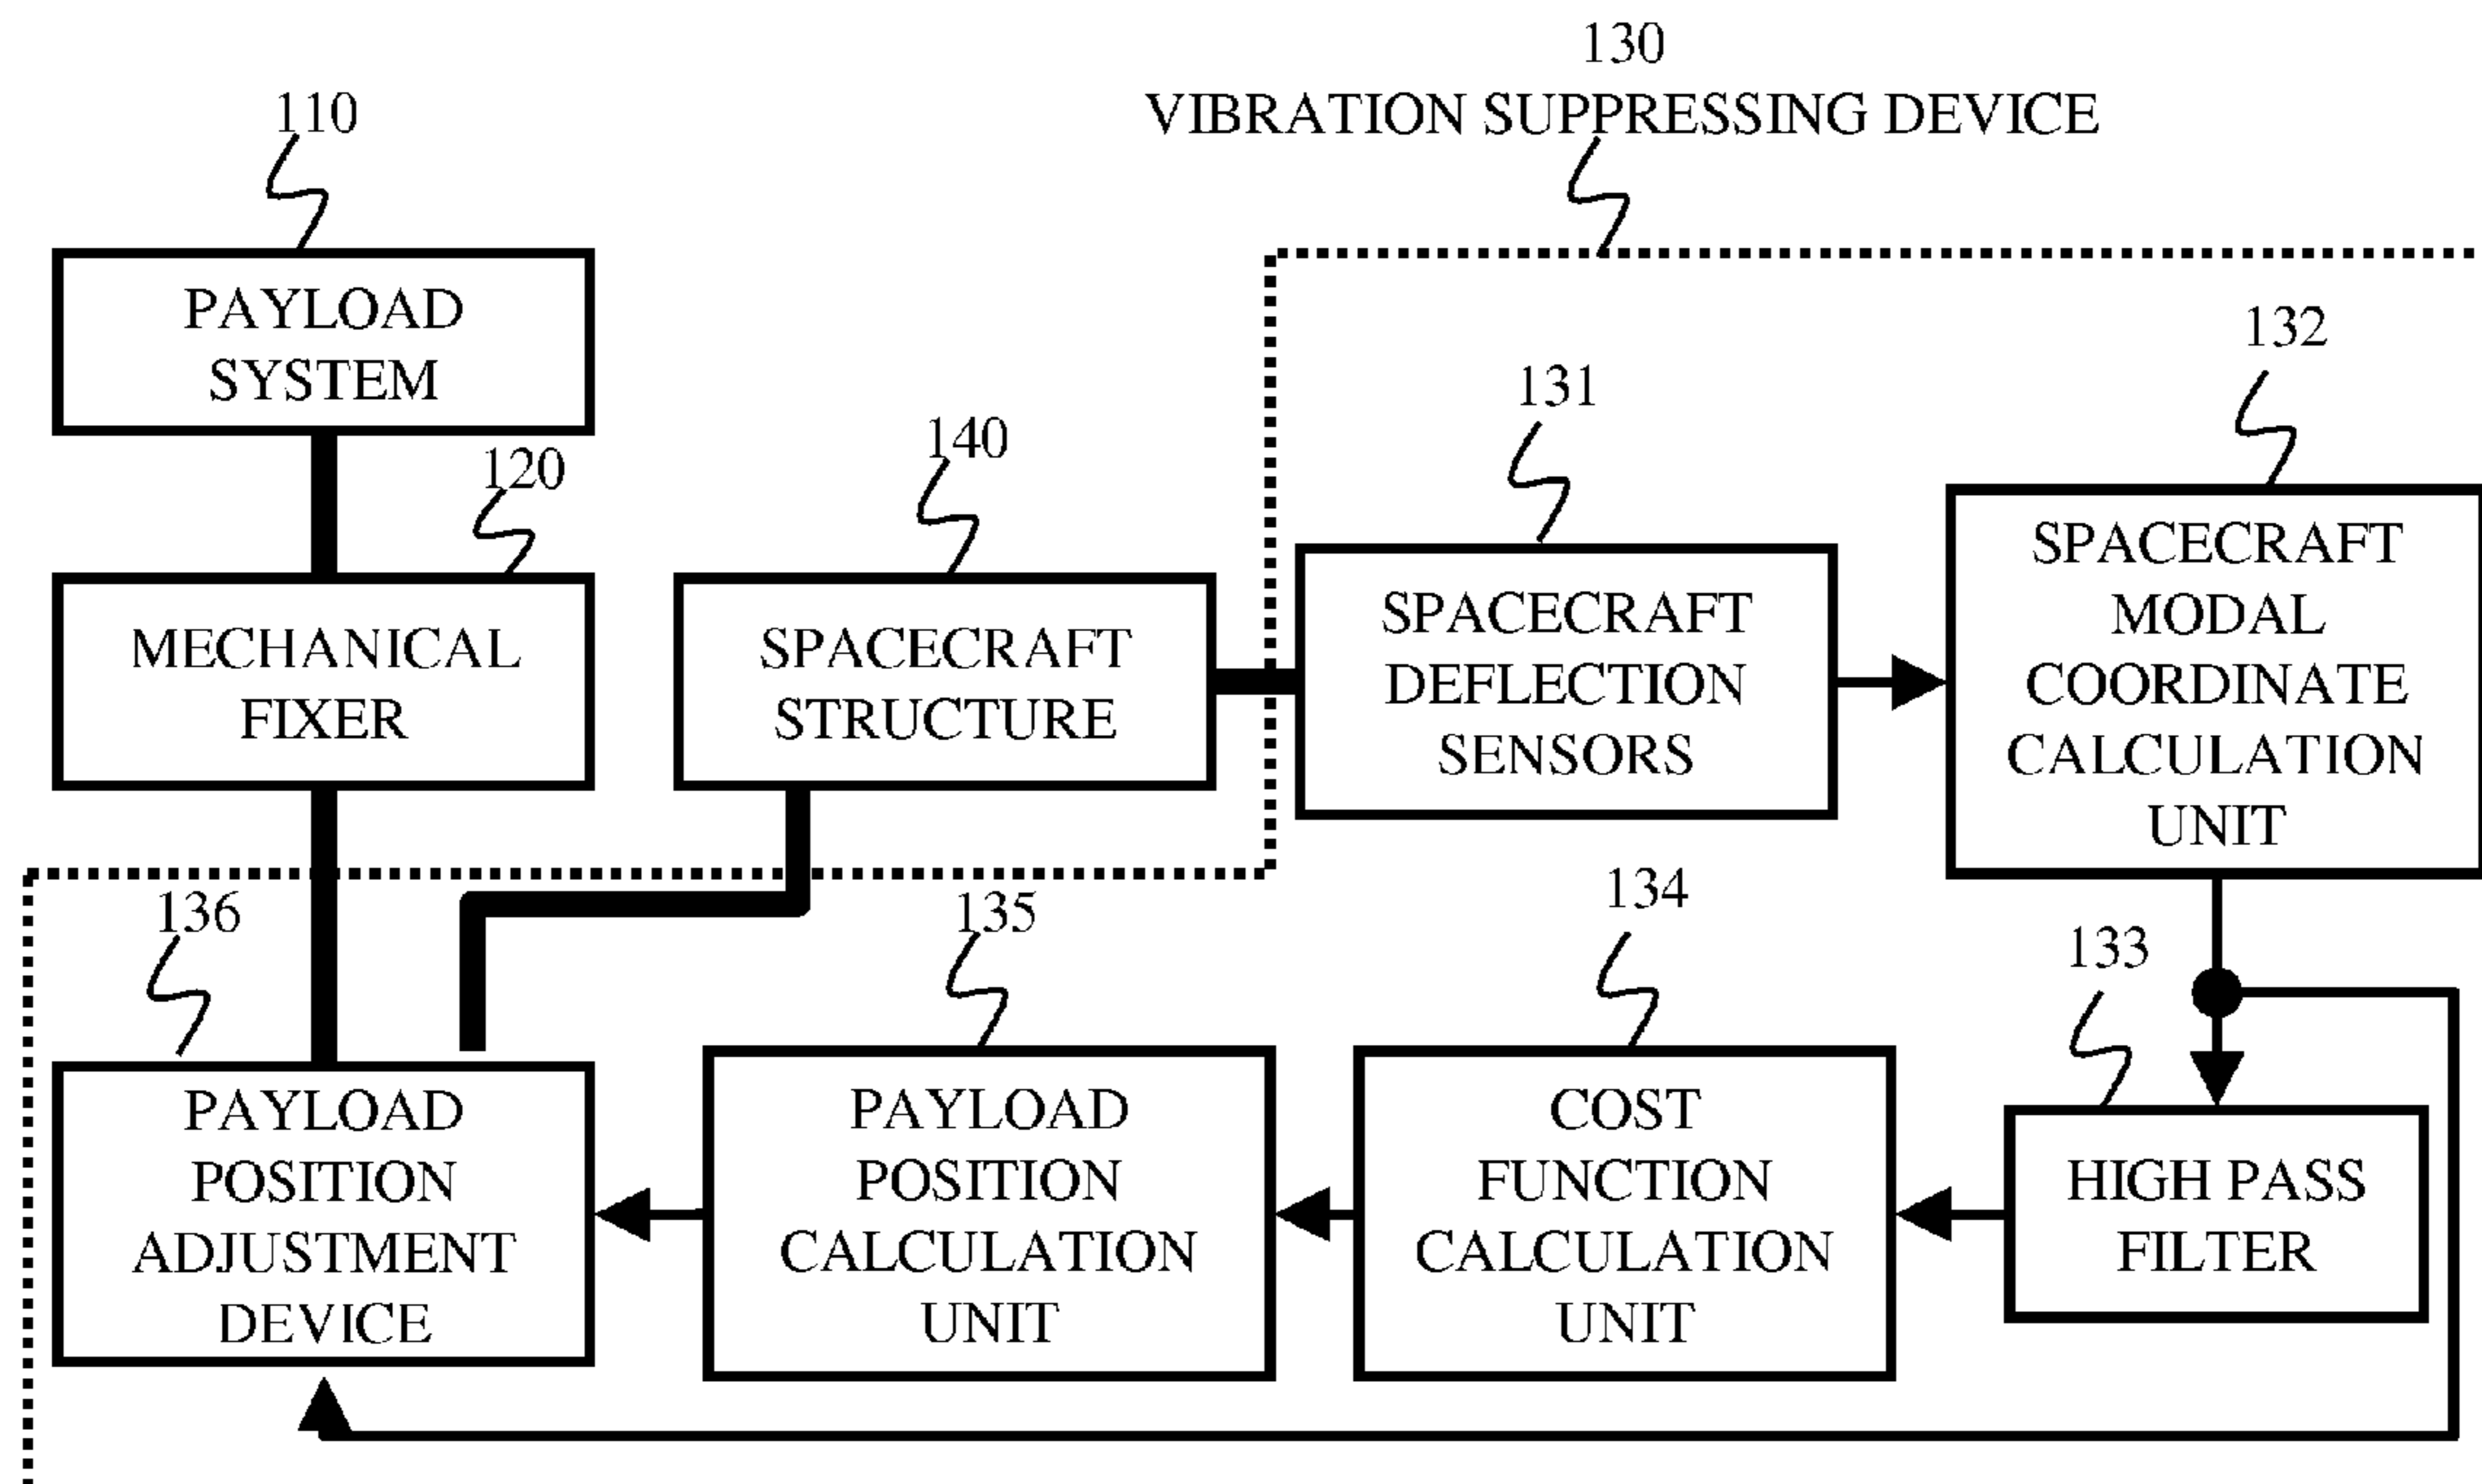 130
VIBRATION SUPPRESSING DEVICE
110
PAYLOAD
SYSTEM
120
MECHANICAL
FIXER
140
SPACECRAFT
STRUCTURE
131
SPACECRAFT
DEFLECTION
SENSORS
132
SPACECRAFT
MODAL
COORDINATE
CALCULATION
UNIT
136
PAYLOAD
POSITION
ADJUSTMENT
DEVICE
135
PAYLOAD
POSITION
CALCULATION
UNIT
134
COST
FUNCTION
CALCULATION
UNIT
133
HIGH PASS
FILTER